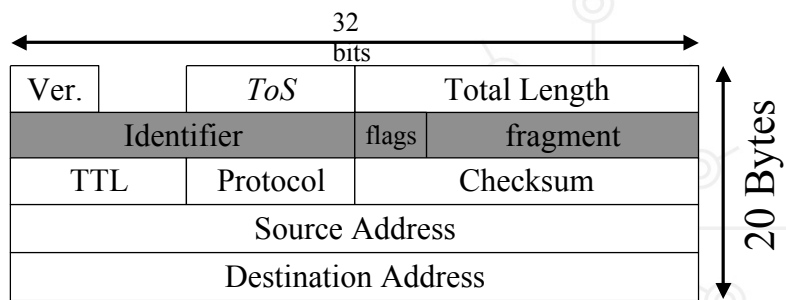 32
bits
Ver. ToS Total Length
Identifier flags fragment
TTL Protocol Checksum
Source Address
Destination Address
20 Bytes